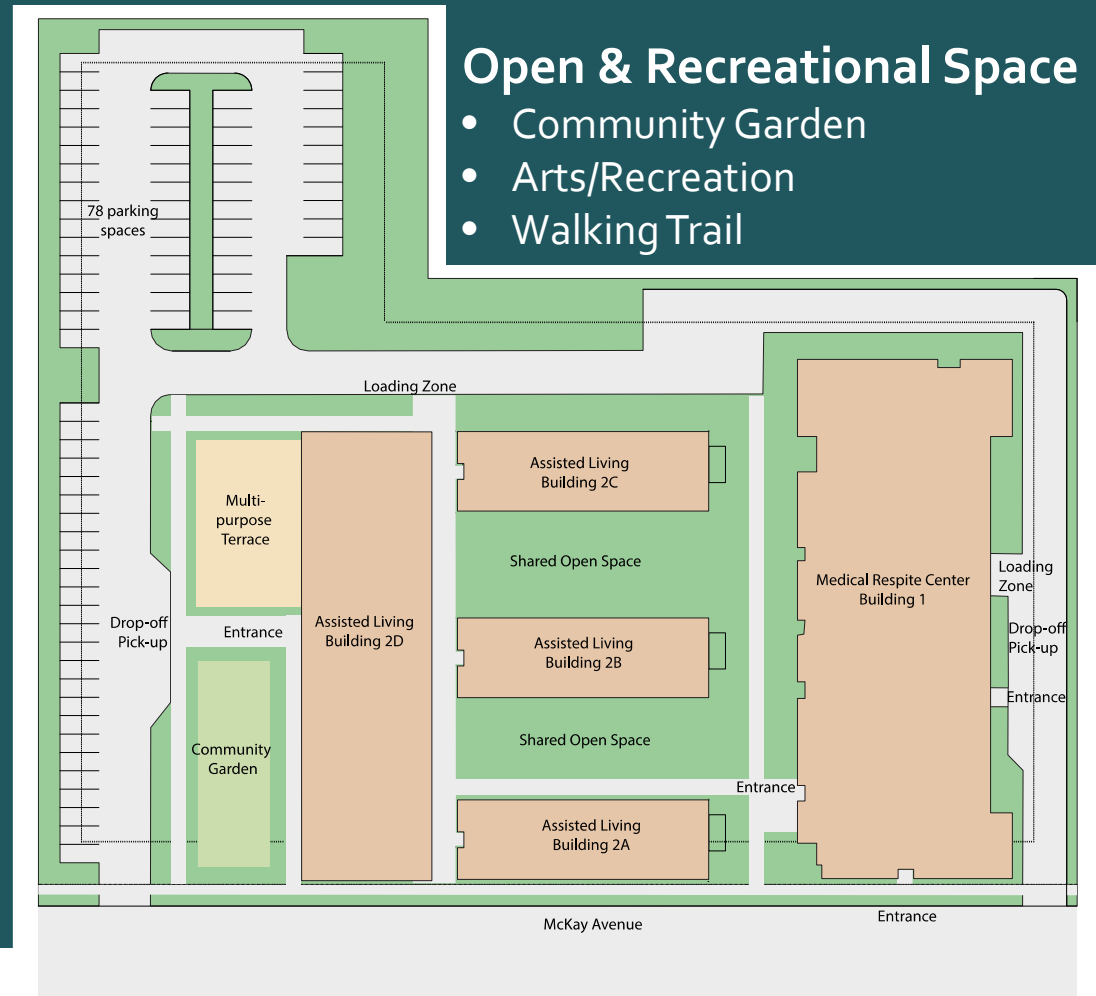 Open & Recreational Space
• Community Garden
• Arts/Recreation
• Walking Trail
78 parking
spaces
Loading Zone
Assisted Living
Building 2C
Multi-
purpose
Terrace
Shared Open Space
Medical Respite Center
Building 1
Loading
Zone
Drop-off
Pick-up
Entrance
Assisted Living
Building 2D
Assisted Living
Building 2B
Drop-off
Pick-up
Entrance
Community
Garden
Shared Open Space
Entrance
Assisted Living
Building 2A
McKay Avenue
Entrance